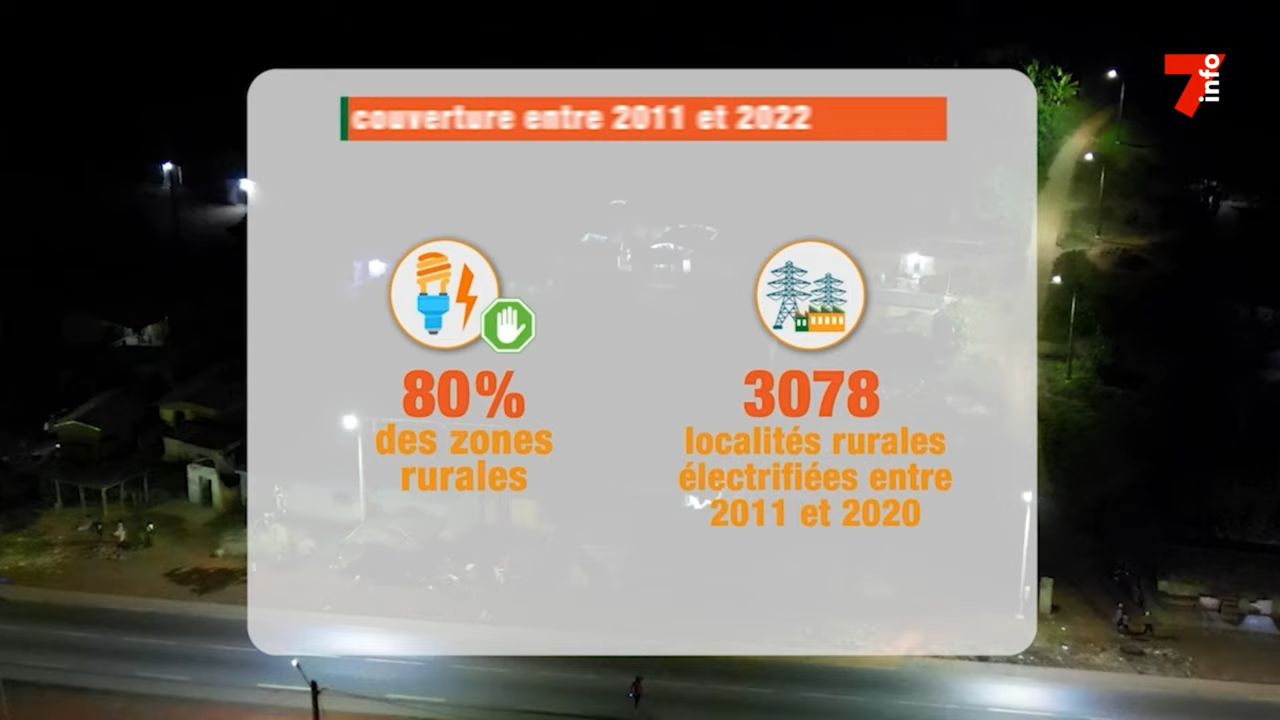 7info
couverture entre 2011 et 2022
80%
des zones
rurales
3078
localités rurales
électrifiées entre
2011 et 2020